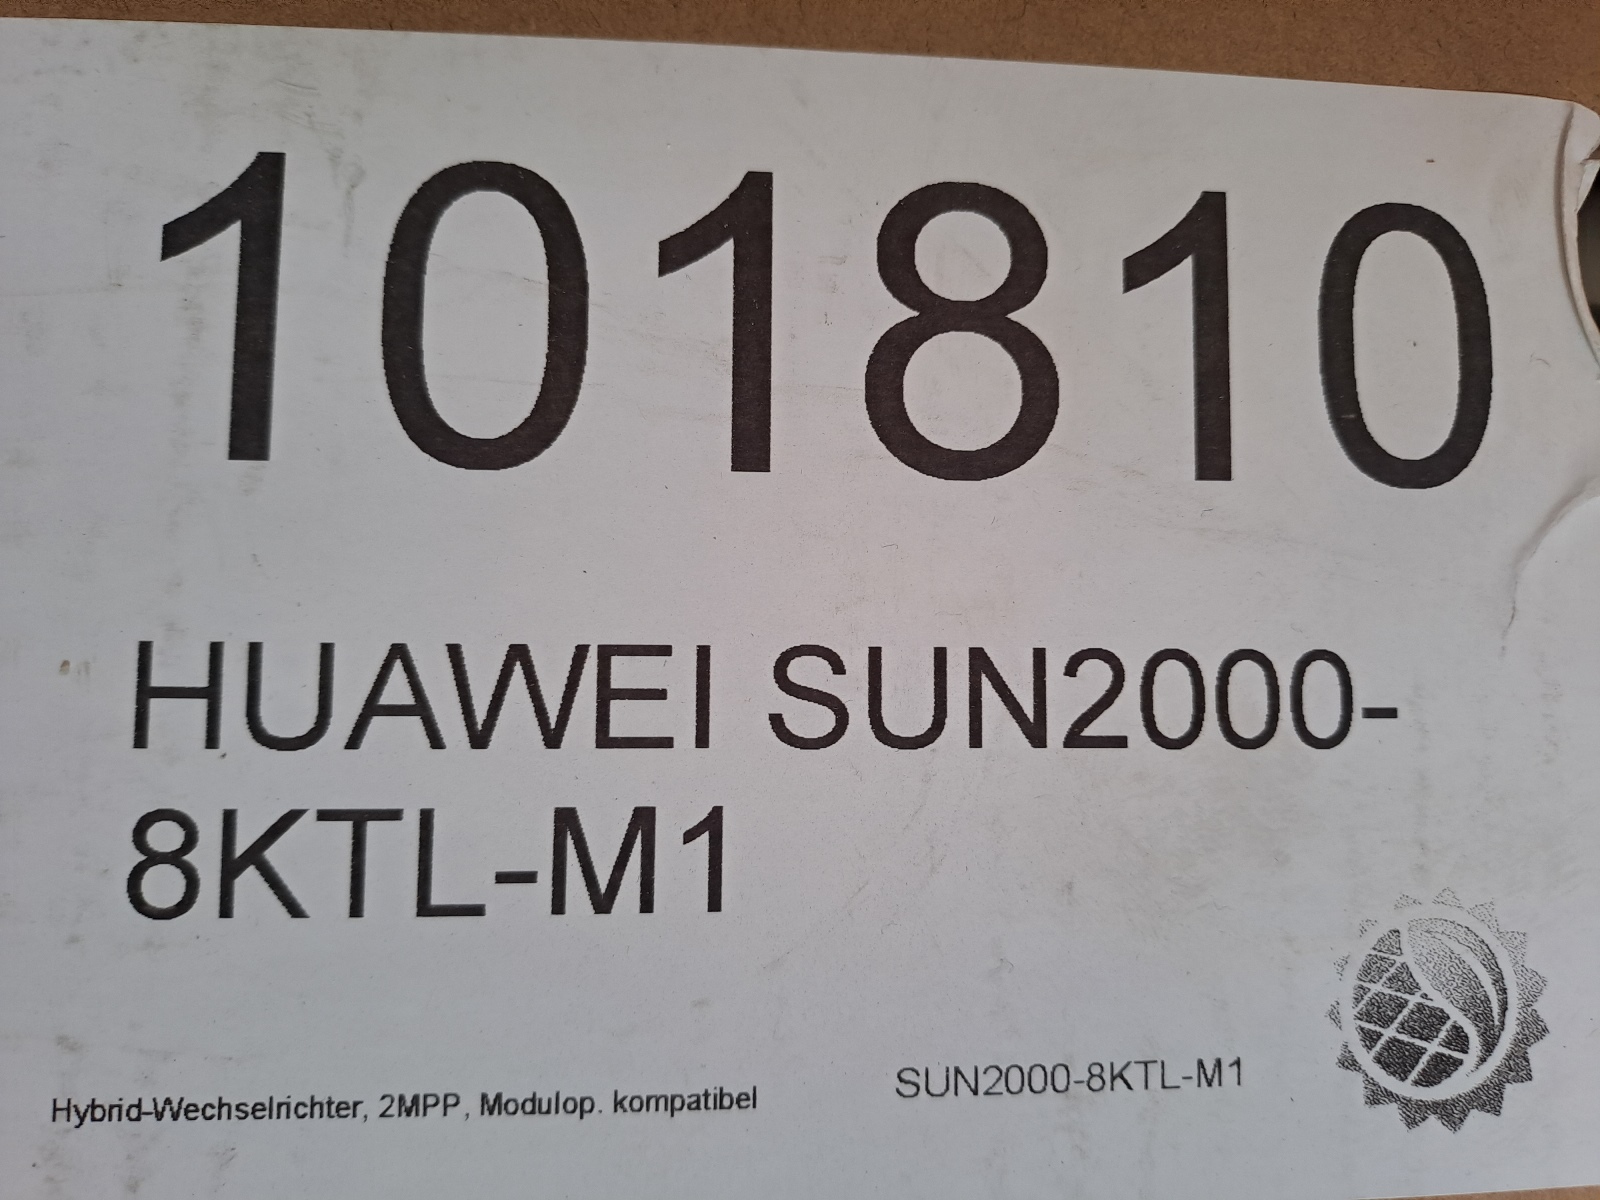 101810
HUAWEI SUN2000-
8KTL-M1
Hybrid-Wechselrichter, 2MPP, Modulop. kompatibel
SUN2000-8KTL-M1